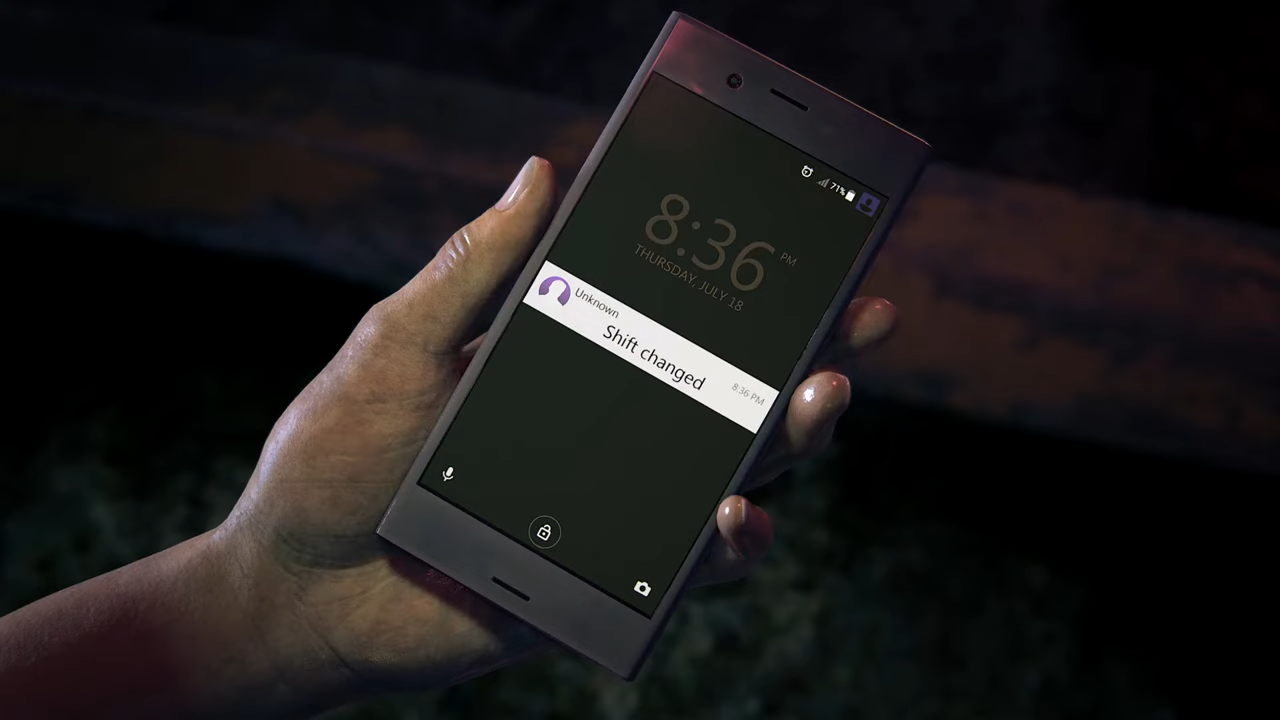 71%
8:36 PM
THURSDAY, JULY 18
Unknown
Shift changed
8:36 PM